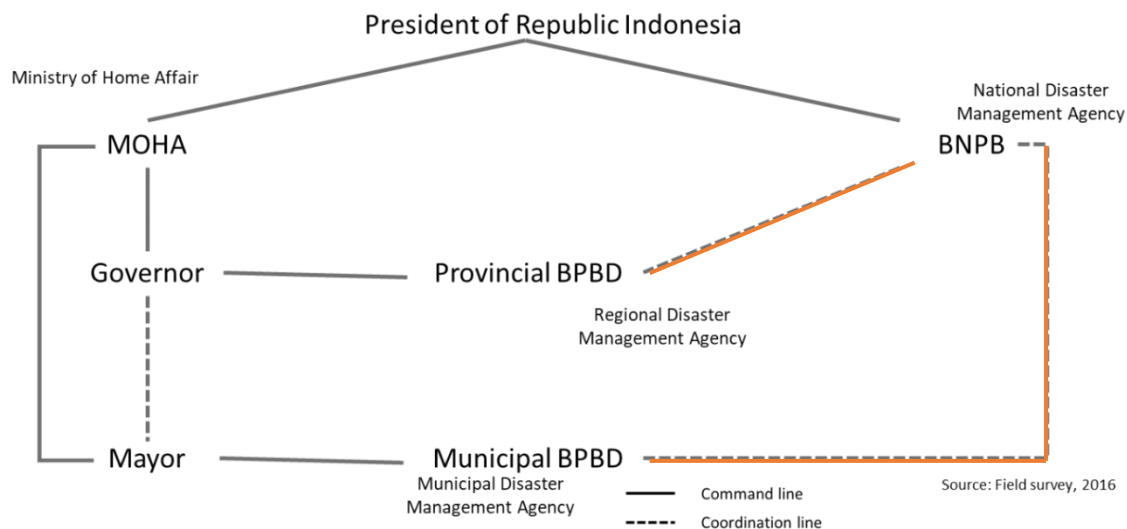 President of Republic Indonesia
Ministry of Home Affair
National Disaster
Management Agency
MOHA
BNPB
Governor
Provincial BPBD
Regional Disaster
Management Agency
Mayor
Municipal BPBD
Municipal Disaster
Management Agency
Source: Field survey, 2016
Command line
Coordination line